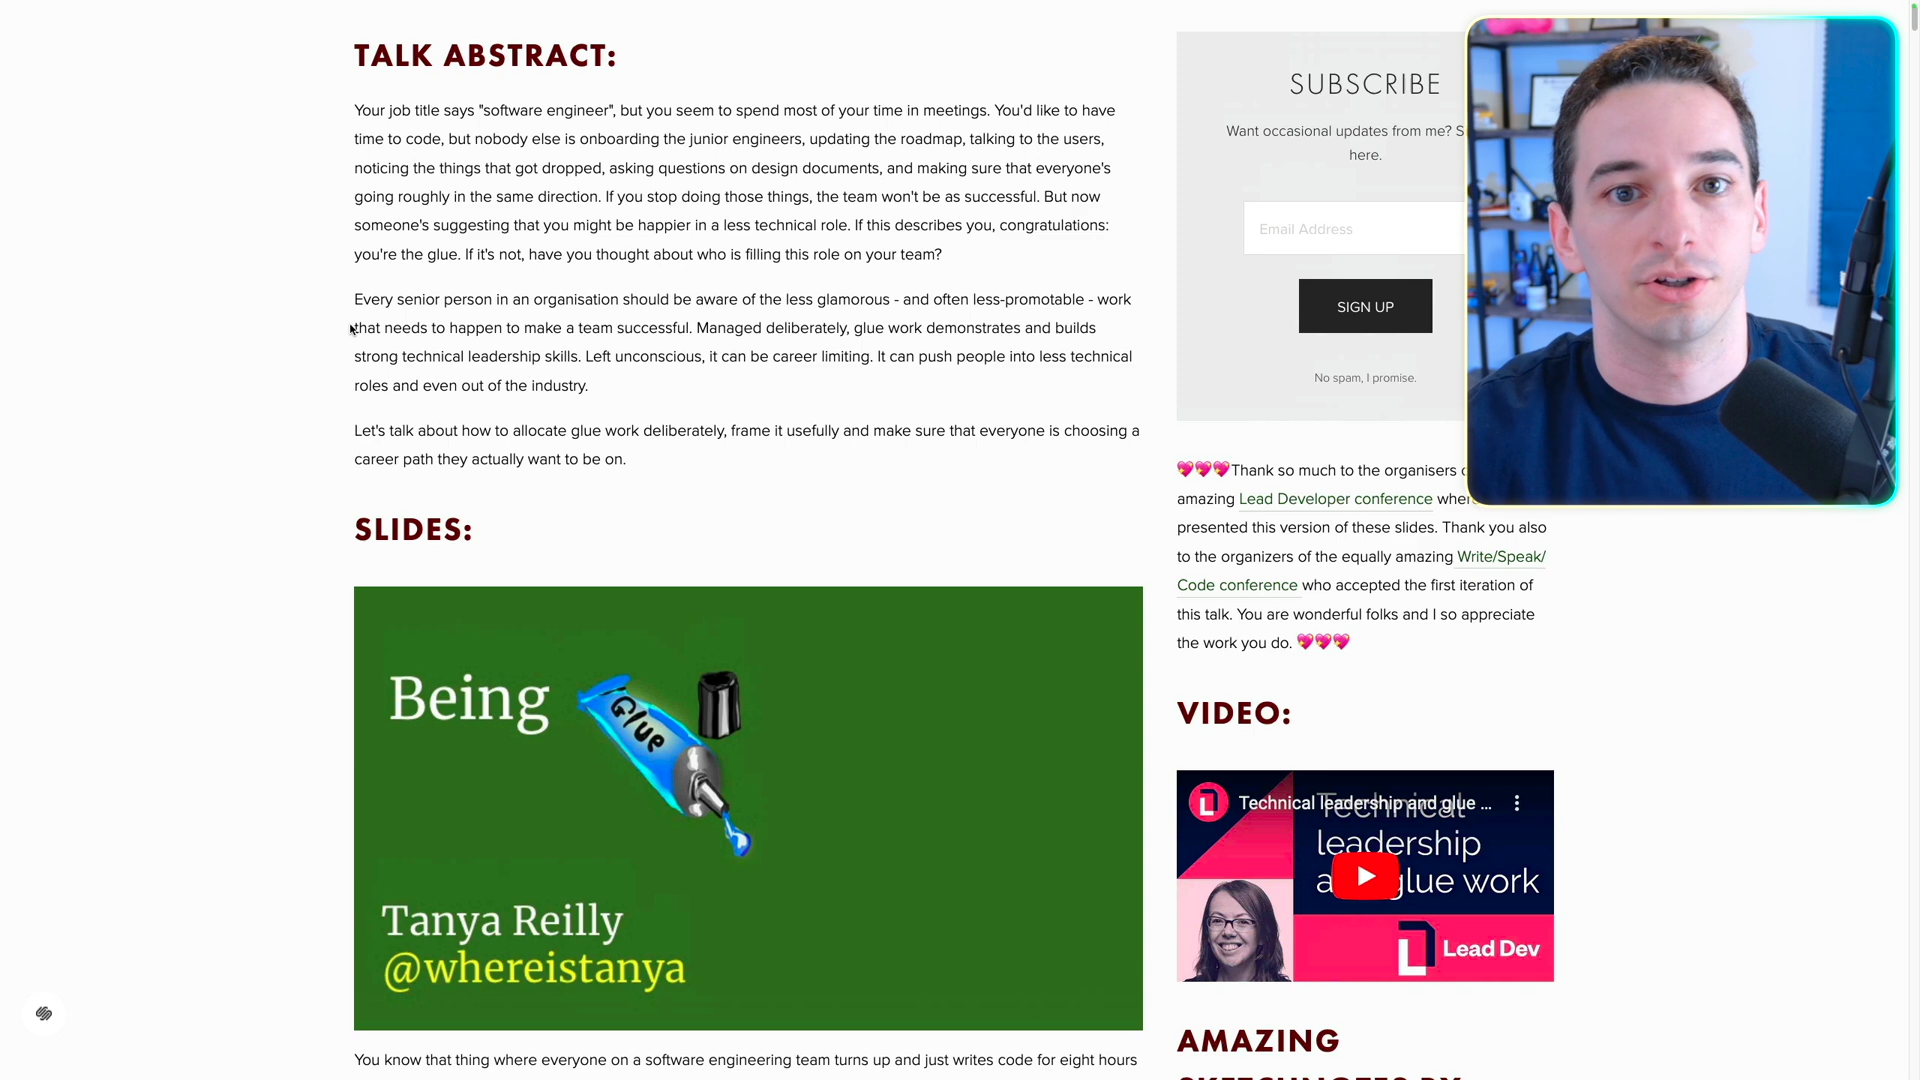 TALK ABSTRACT:
Your job title says "software engineer", but you seem to spend most of your time in meetings. You'd like to have
time to code, but nobody else is onboarding the junior engineers, updating the roadmap, talking to the users,
noticing the things that got dropped, asking questions on design documents, and making sure that everyone's
going roughly in the same direction. If you stop doing those things, the team won't be as successful. But now
someone's suggesting that you might be happier in a less technical role. If this describes you, congratulations:
you're the glue. If it's not, have you thought about who is filling this role on your team?
Every senior person in an organisation should be aware of the less glamorous - and often less-promotable - work
that needs to happen to make a team successful. Managed deliberately, glue work demonstrates and builds
strong technical leadership skills. Left unconscious, it can be career limiting. It can push people into less technical
roles and even out of the industry.
Let's talk about how to allocate glue work deliberately, frame it usefully and make sure that everyone is choosing a
career path they actually want to be on.
SLIDES:
Being
Glue
Tanya Reilly
@whereistanya
You know that thing where everyone on a software engineering team turns up and just writes code for eight hours
SUBSCRIBE
Want occasional updates from me?
here.
Email Address
SIGN UP
No spam, I promise.
💖💖💖Thank so much to the organisers
amazing Lead Developer conference
presented this version of these slides. Thank you also
to the organizers of the equally amazing Write/Speak/
Code conference who accepted the first iteration of
this talk. You are wonderful folks and I so appreciate
the work you do. 💖💖💖
VIDEO:
Technical leadership and glue ...
Technical
leadership
glue work
Lead Dev
AMAZING
SKETCHNOTES BY